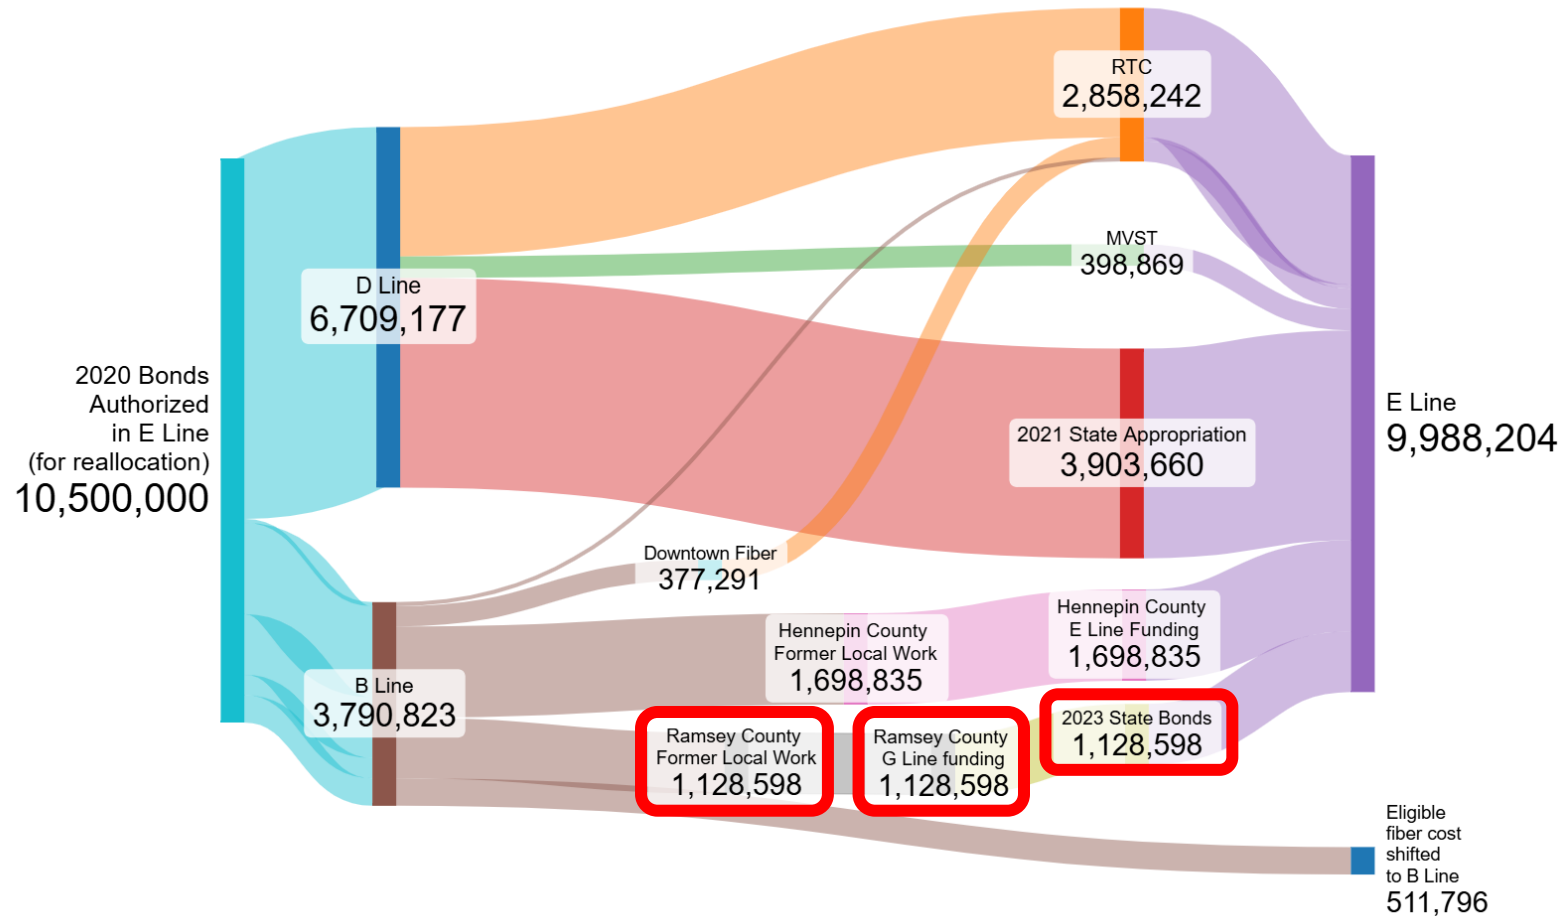 2020 Bonds
Authorized
in E Line
(for reallocation)
10,500,000
D Line
6,709,177
B Line
3,790,823
Downtown Fiber
377,291
Hennepin County
Former Local Work
1,698,835
Ramsey County
Former Local Work
1,128,598
Ramsey County
G Line funding
1,128,598
RTC
2,858,242
MVST
398,869
2021 State Appropriation
3,903,660
Hennepin County
E Line Funding
1,698,835
2023 State Bonds
1,128,598
E Line
9,988,204
Eligible
fiber cost
shifted
to B Line
511,796